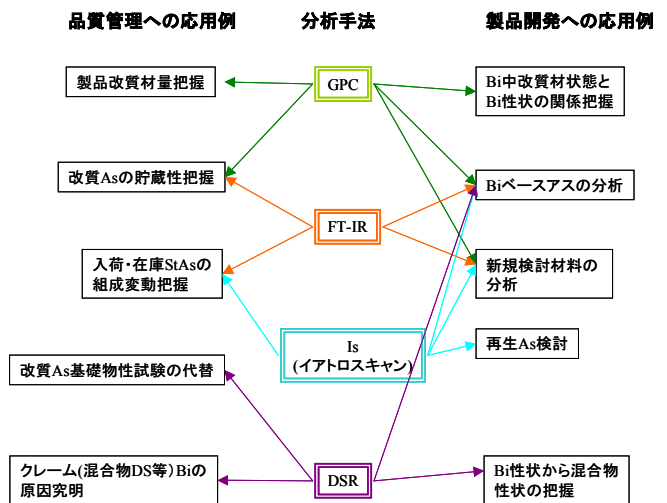 品質管理への応用例
分析手法
製品開発への応用例
製品改質材量把握
GPC
Bi中改質材状態と
Bi性状の関係把握
改質Asの貯蔵性把握
Biベースアスの分析
FT-IR
入荷・在庫StAsの
組成変動把握
新規検討材料の
分析
Is
(イアトロスキャン)
再生As検討
改質As基礎物性試験の代替
クレーム(混合物DS等)Biの
原因究明
DSR
Bi性状から混合物
性状の把握